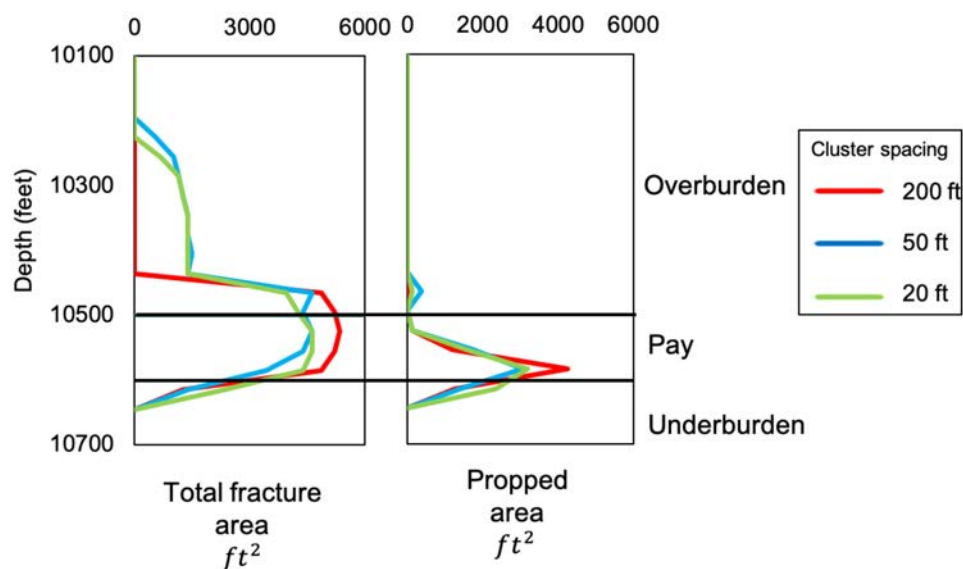 0 3000 6000
0 2000 4000 6000
10100
10300
10500
10700
Depth (feet)
Overburden
Pay
Underburden
Cluster spacing
200 ft
50 ft
20 ft
Total fracture
area
ft²
Propped
area
ft²